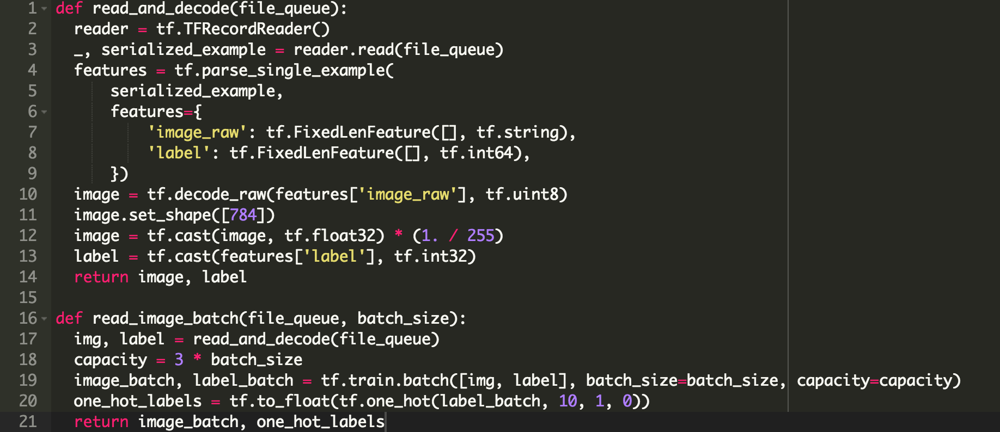 1 def read_and_decode(file_queue):
2   reader = tf.TFRecordReader()
3   _, serialized_example = reader.read(file_queue)
4   features = tf.parse_single_example(
5       serialized_example,
6       features={
7           'image_raw': tf.FixedLenFeature([], tf.string),
8           'label': tf.FixedLenFeature([], tf.int64),
9       })
10   image = tf.decode_raw(features['image_raw'], tf.uint8)
11   image.set_shape([784])
12   image = tf.cast(image, tf.float32) * (1. / 255)
13   label = tf.cast(features['label'], tf.int32)
14   return image, label
15
16 def read_image_batch(file_queue, batch_size):
17   img, label = read_and_decode(file_queue)
18   capacity = 3 * batch_size
19   image_batch, label_batch = tf.train.batch([img, label], batch_size=batch_size, capacity=capacity)
20   one_hot_labels = tf.to_float(tf.one_hot(label_batch, 10, 1, 0))
21   return image_batch, one_hot_labels